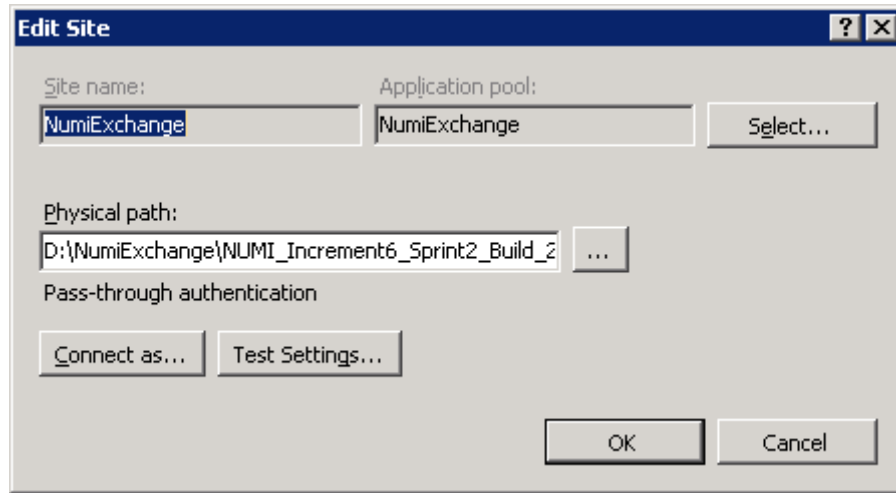 Edit Site
Site name: Application pool:
NumiExchange NumiExchange Select...
Physical path:
D:\NumiExchange\NUMI_Increment6_Sprint2_Build_2 ...
Pass-through authentication
Connect as... Test Settings...
OK Cancel